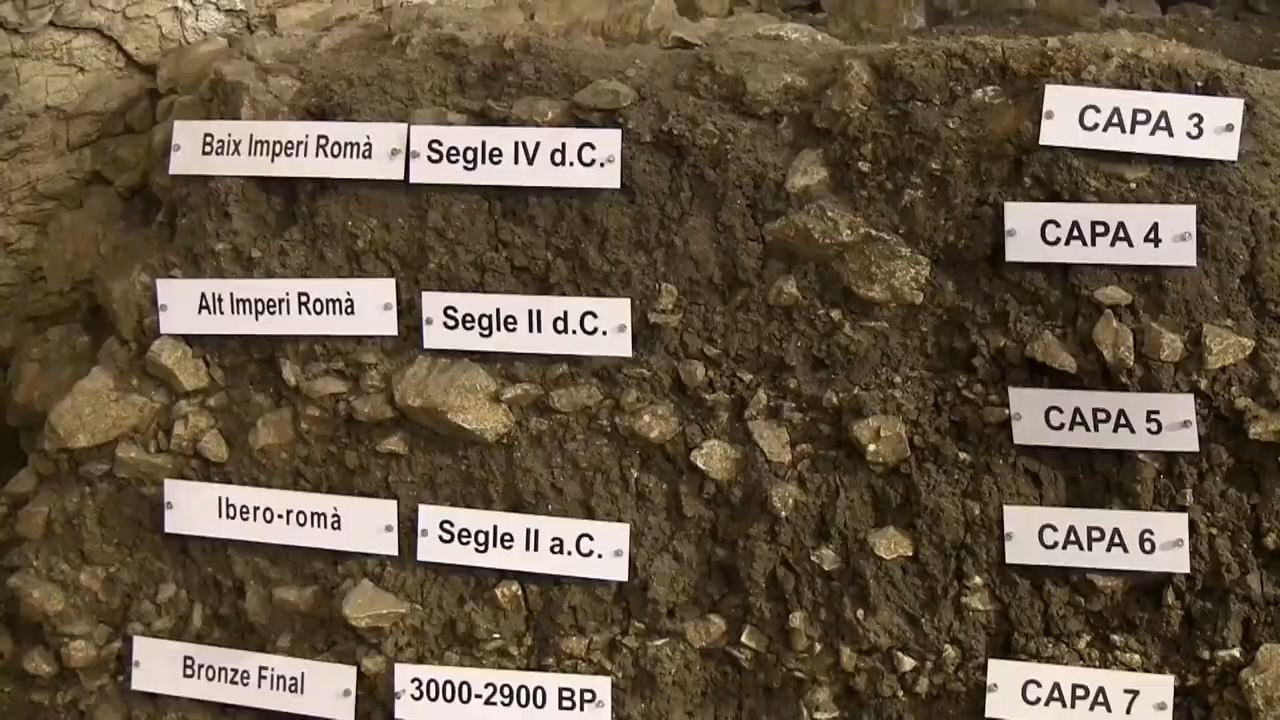 Baix Imperi Romà Segle IV d.C. CAPA 3
CAPA 4
Alt Imperi Romà Segle II d.C.
CAPA 5
Ibero-romà Segle II a.C. CAPA 6
Bronze Final 3000-2900 BP CAPA 7